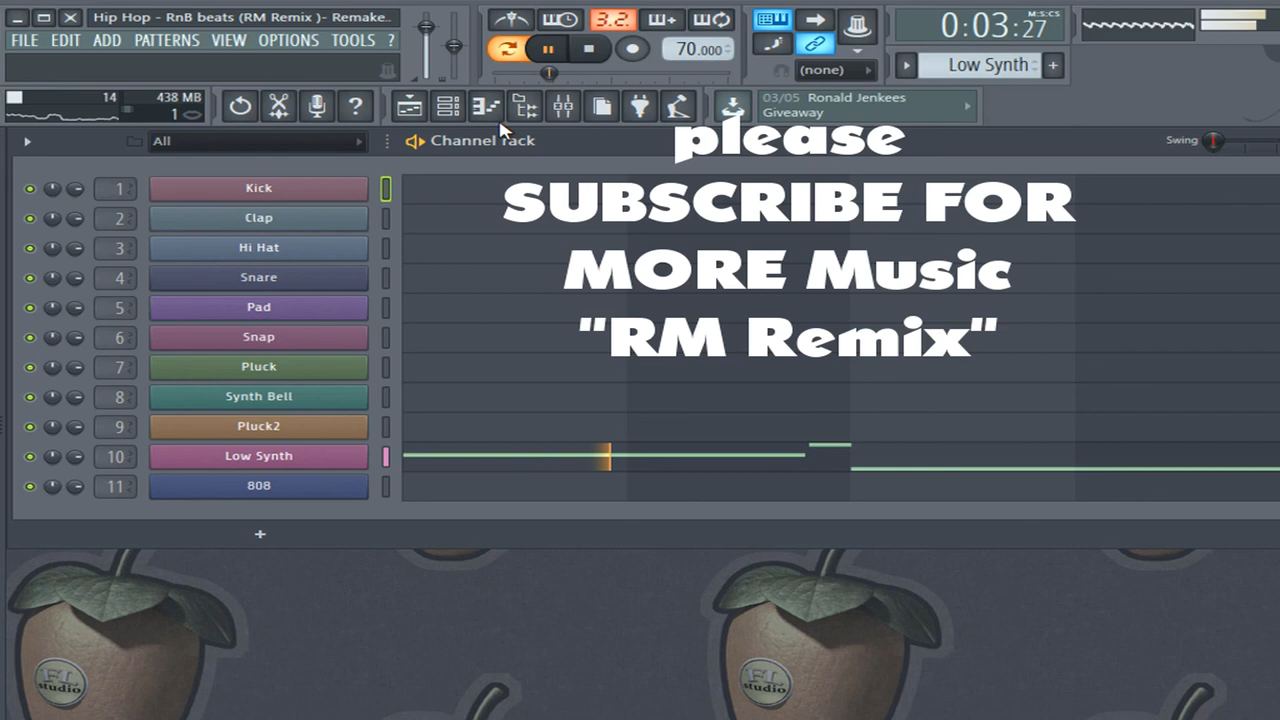 Hip Hop - RnB beats (RM Remix )- Remake..
FILE EDIT ADD PATTERNS VIEW OPTIONS TOOLS ?
3.2.
70.000
(none)
M:S:CS
0:03:27
Low Synth
14
438 MB
1
03/05 Ronald Jenkees
Giveaway
All
Channel rack
Swing
please
SUBSCRIBE FOR
MORE Music
"RM Remix"
1 Kick
2 Clap
3 Hi Hat
4 Snare
5 Pad
6 Snap
7 Pluck
8 Synth Bell
9 Pluck2
10 Low Synth
11 808
+
FL
studio
FL
studio